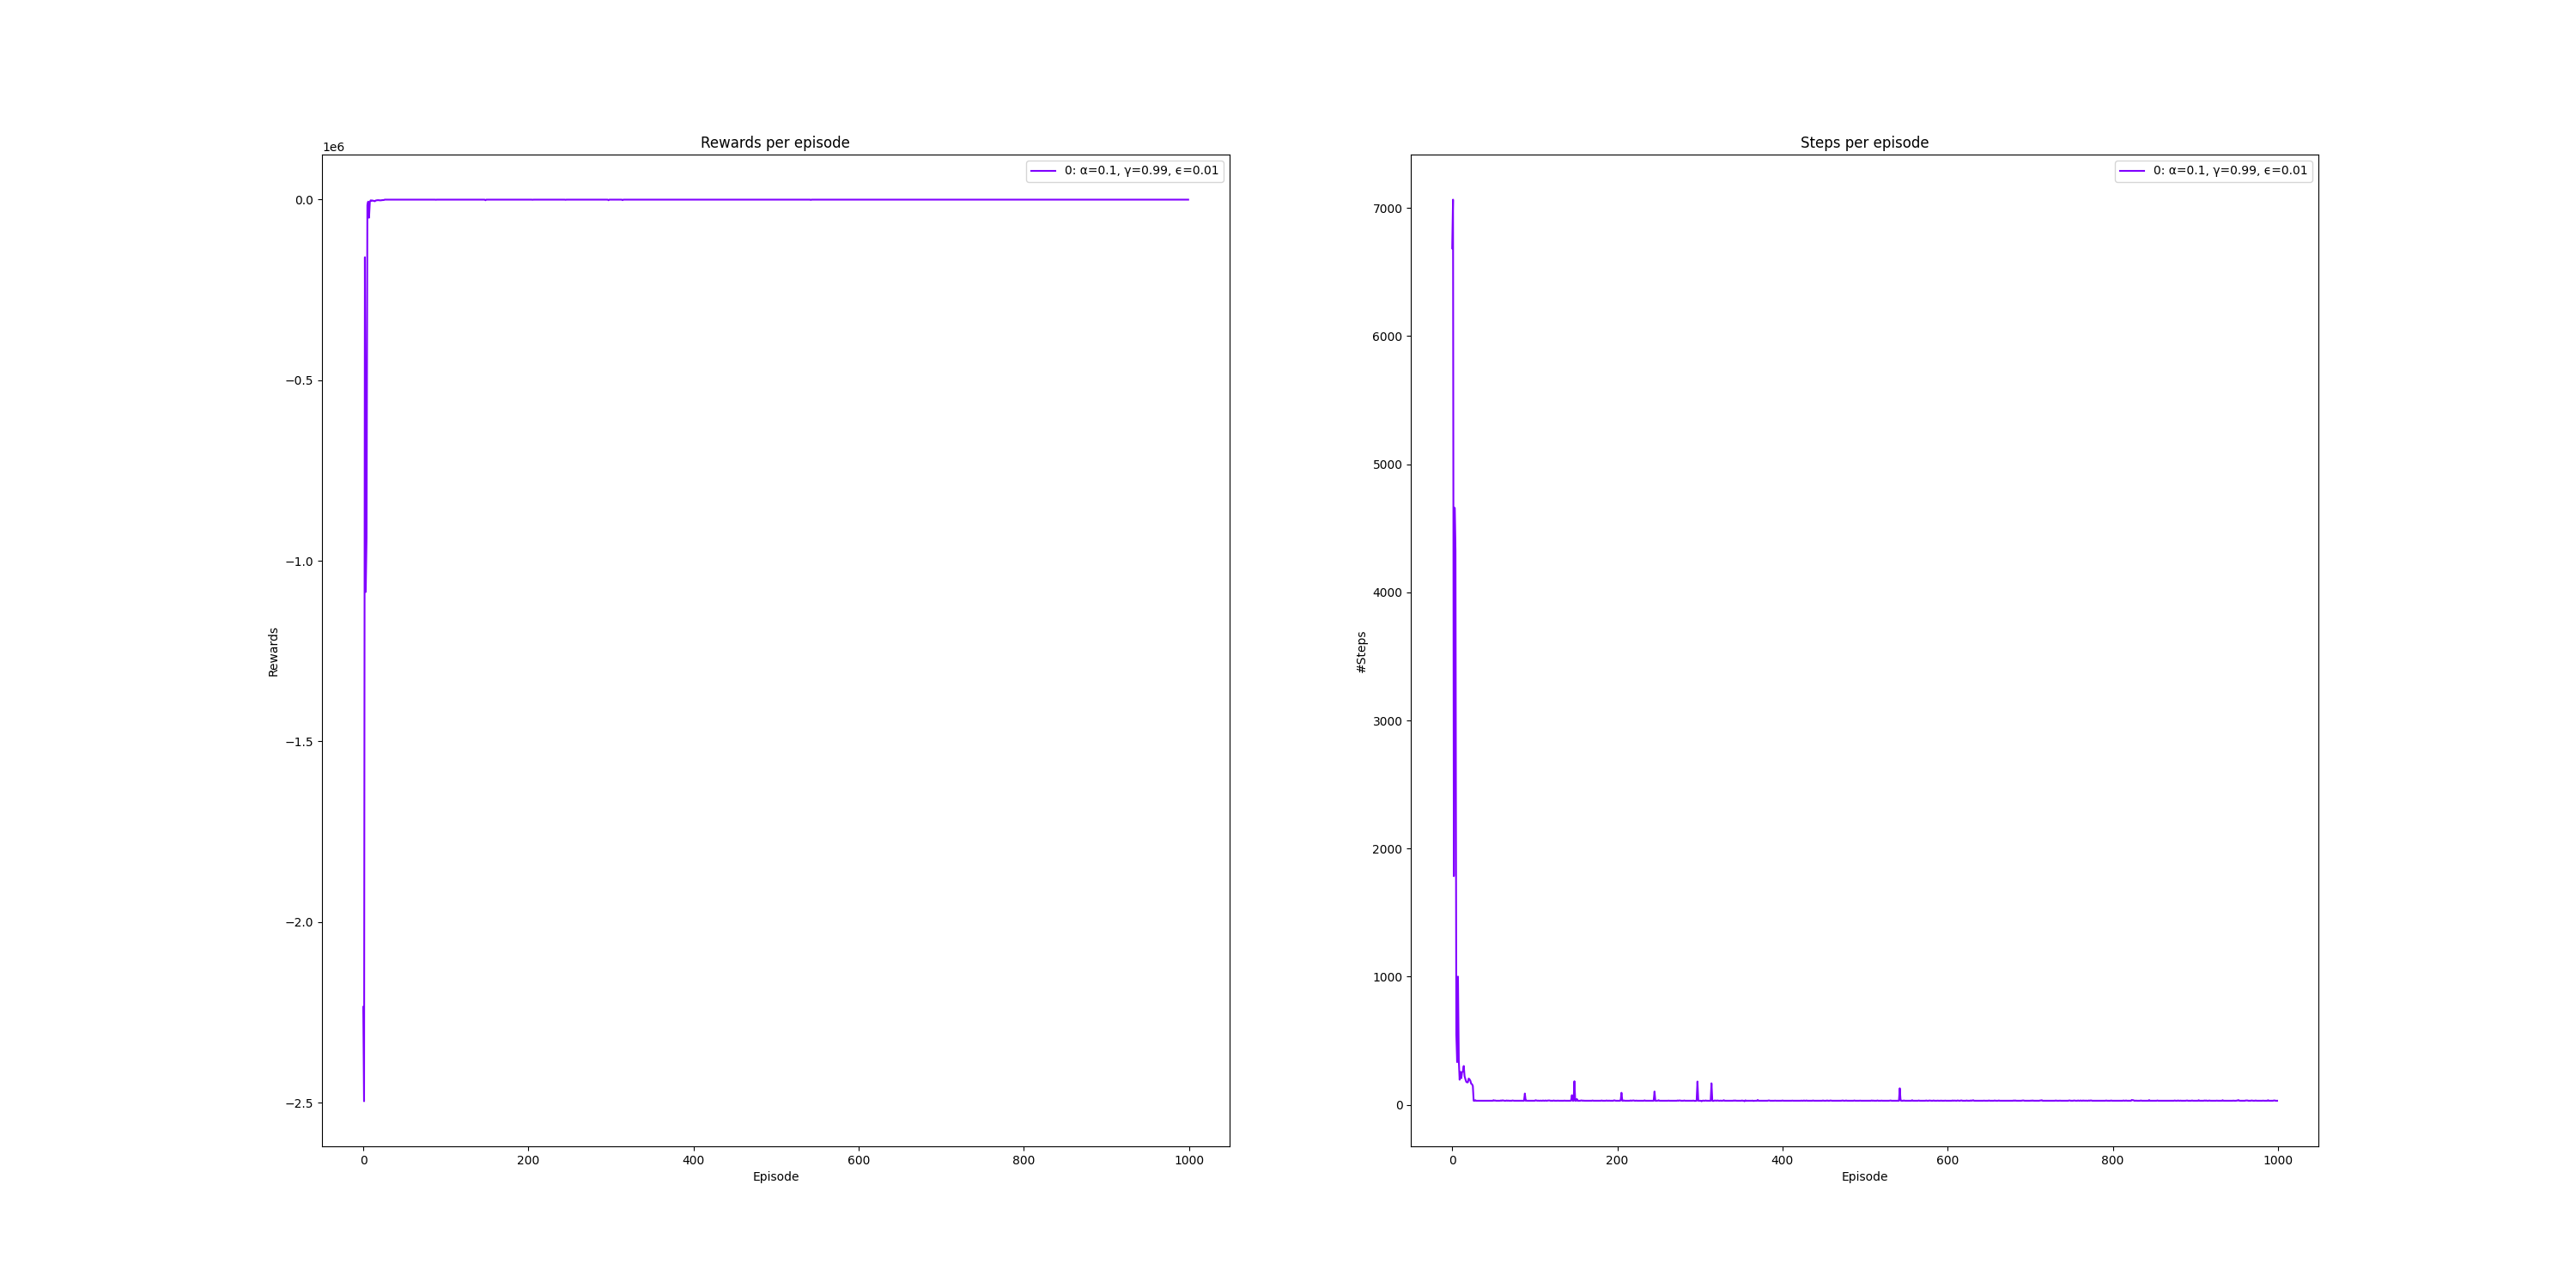 Rewards per episode
1e6
0: α=0.1, γ=0.99, ϵ=0.01
0.0
−0.5
−1.0
−1.5
−2.0
−2.5
Rewards
0 200 400 600 800 1000
Episode
Steps per episode
0: α=0.1, γ=0.99, ϵ=0.01
7000
6000
5000
4000
3000
2000
1000
0
#Steps
0 200 400 600 800 1000
Episode